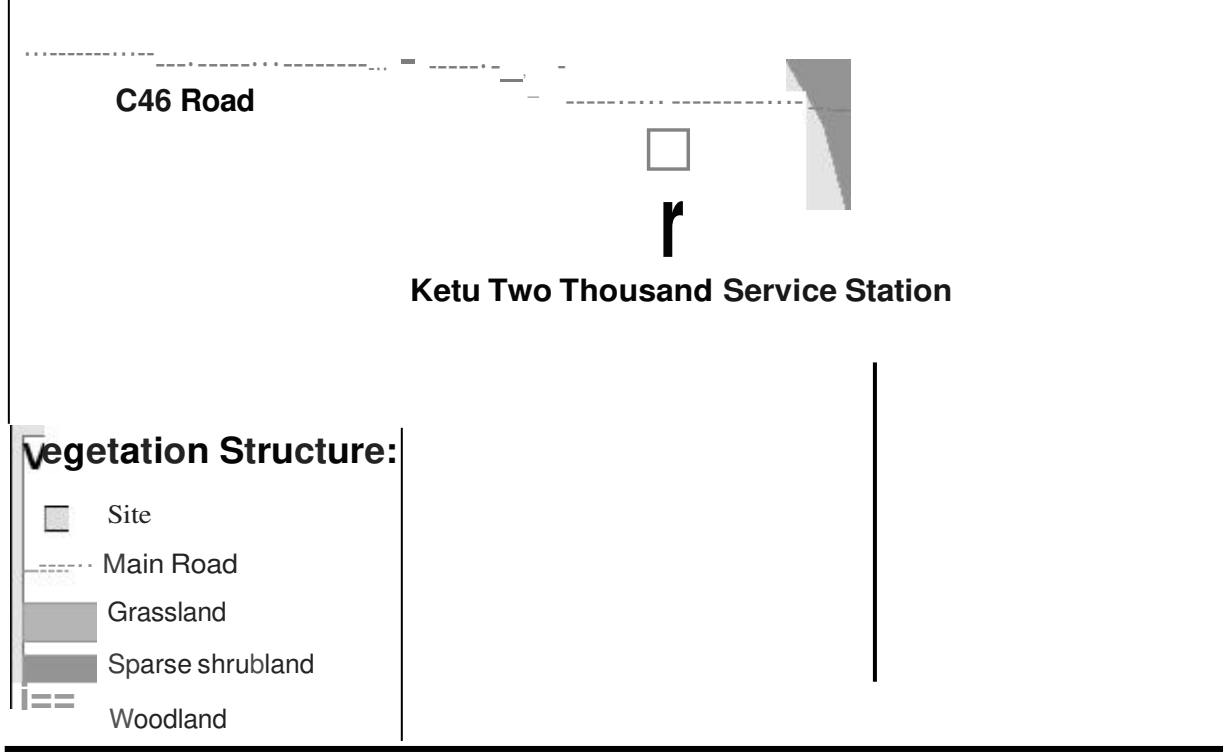 C46 Road
r
Ketu Two Thousand Service Station
Vegetation Structure:
Site
Main Road
Grassland
Sparse shrubland
Woodland